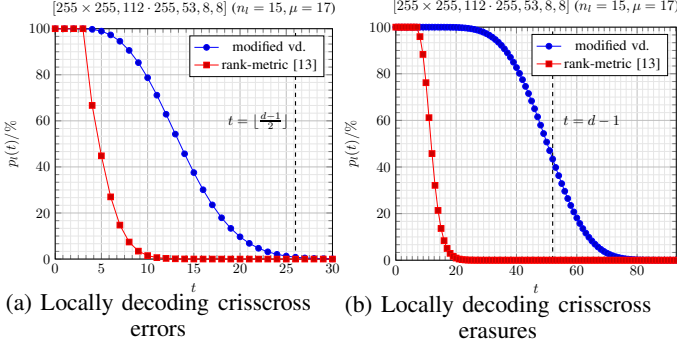 [255 × 255, 112 · 255, 53, 8, 8] (n_l = 15, μ = 17)
100
80
60
40
20
0
p_l(t)/%
modified vd.
rank-metric [13]
t = ⌊(d−1)/2⌋
0 5 10 15 20 25 30
t
(a) Locally decoding crisscross
errors
[255 × 255, 112 · 255, 53, 8, 8] (n_l = 15, μ = 17)
100
80
60
40
20
0
p_l(t)/%
modified vd.
rank-metric [13]
t = d − 1
0 20 40 60 80
t
(b) Locally decoding crisscross
erasures